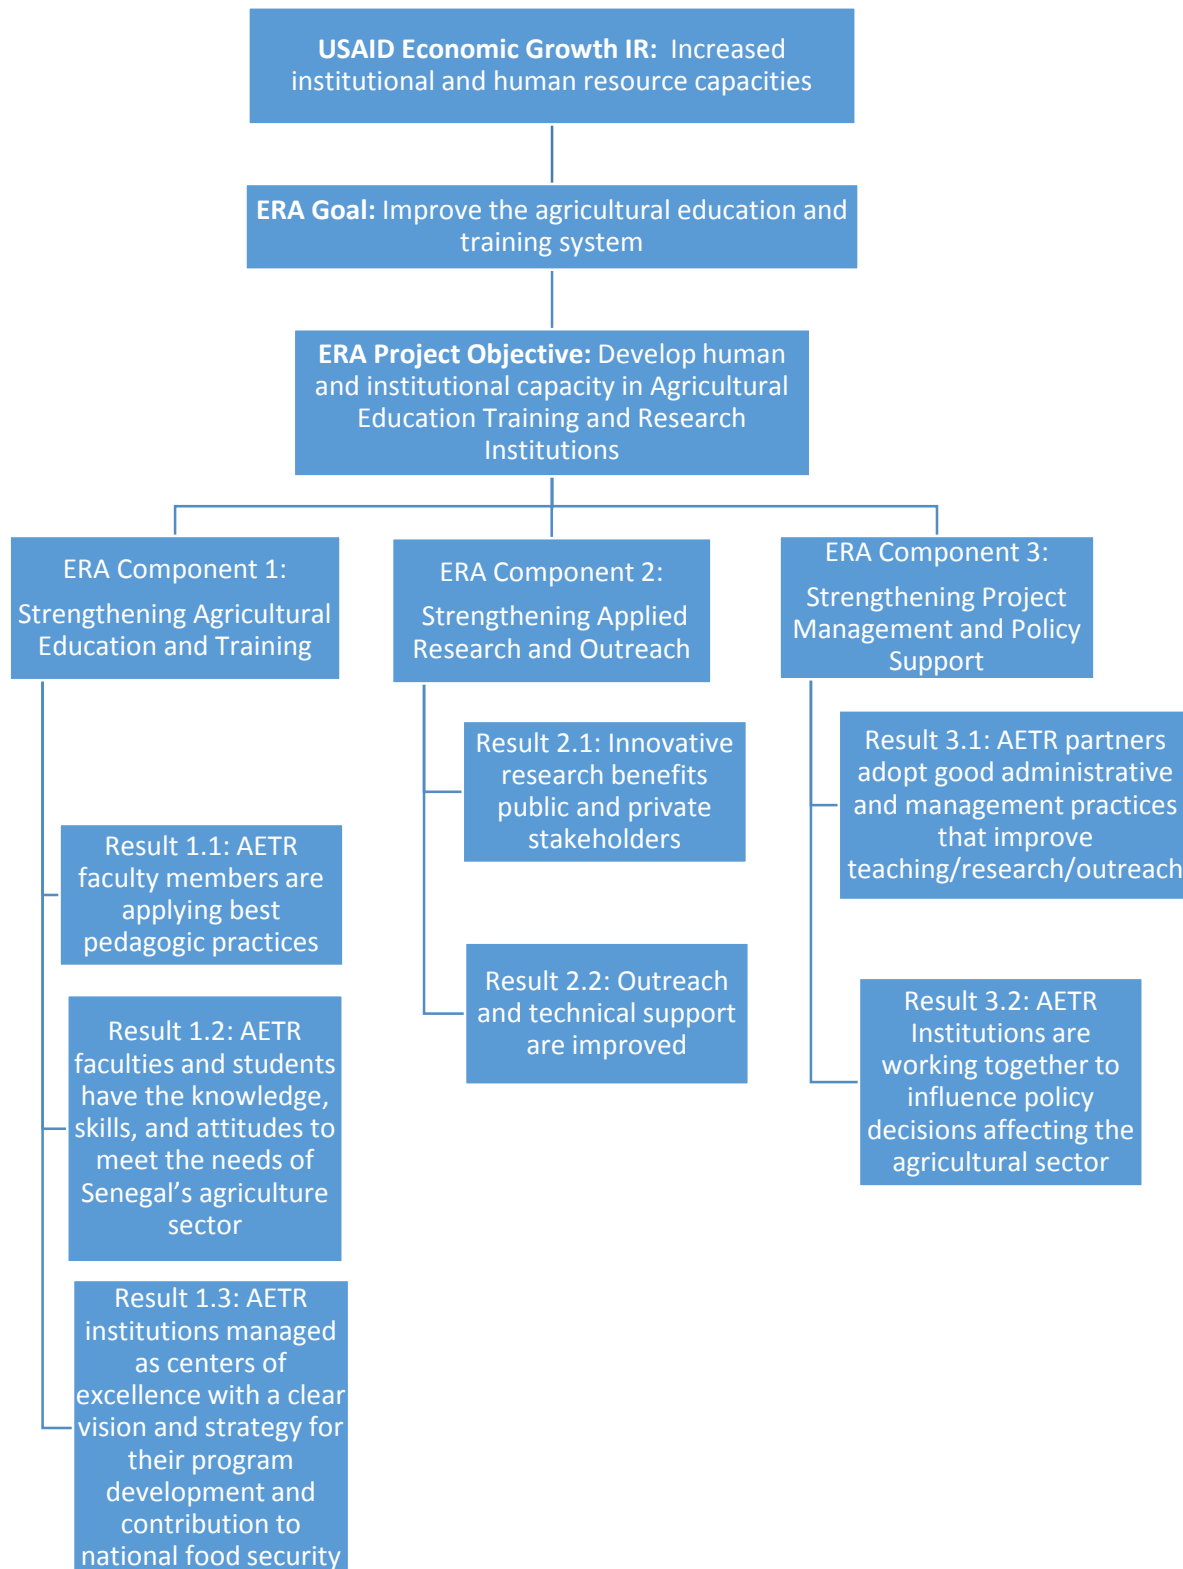 USAID Economic Growth IR: Increased
institutional and human resource capacities
ERA Goal: Improve the agricultural education and
training system
ERA Project Objective: Develop human
and institutional capacity in Agricultural
Education Training and Research
Institutions
ERA Component 1:
Strengthening Agricultural
Education and Training
Result 1.1: AETR
faculty members are
applying best
pedagogic practices
Result 1.2: AETR
faculties and students
have the knowledge,
skills, and attitudes to
meet the needs of
Senegal’s agriculture
sector
Result 1.3: AETR
institutions managed
as centers of
excellence with a clear
vision and strategy for
their program
development and
contribution to
national food security
ERA Component 2:
Strengthening Applied
Research and Outreach
Result 2.1: Innovative
research benefits
public and private
stakeholders
Result 2.2: Outreach
and technical support
are improved
ERA Component 3:
Strengthening Project
Management and Policy
Support
Result 3.1: AETR partners
adopt good administrative
and management practices
that improve
teaching/research/outreach
Result 3.2: AETR
Institutions are
working together to
influence policy
decisions affecting the
agricultural sector